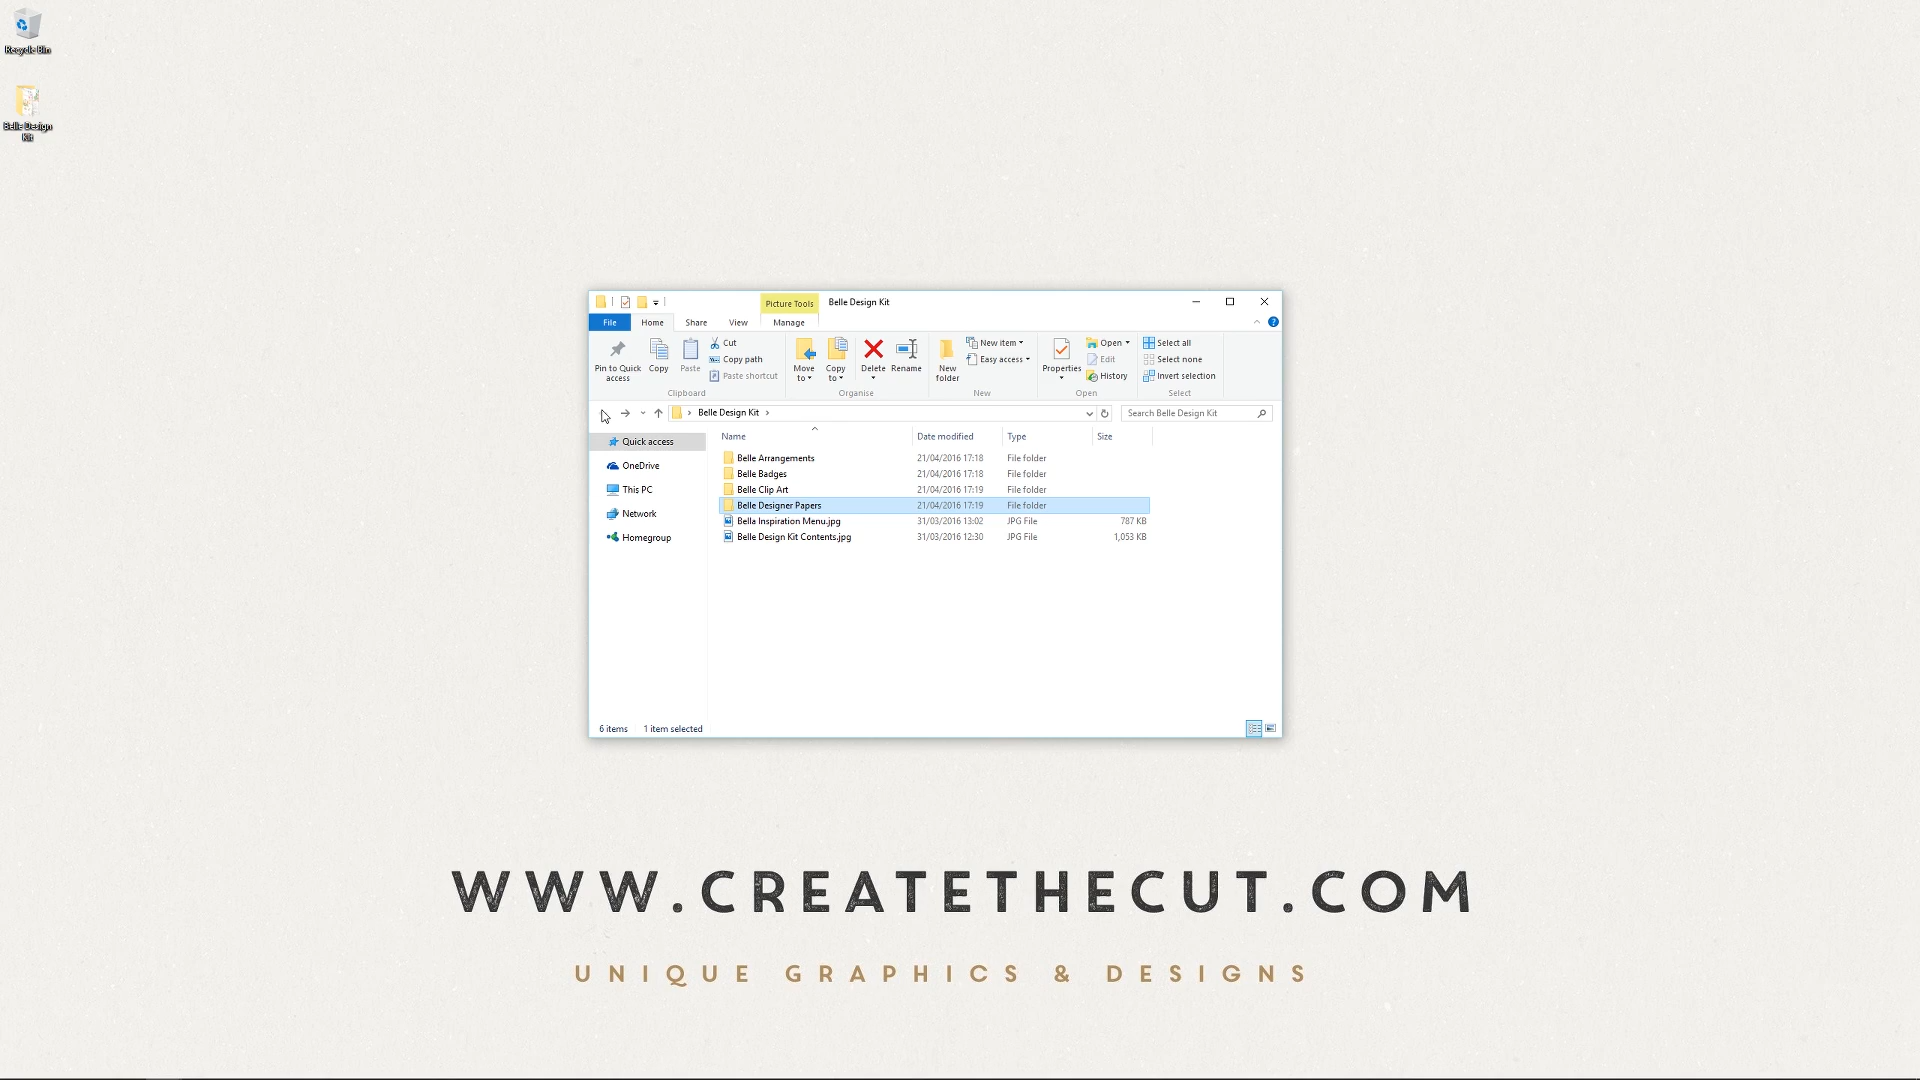 Recycle Bin
Belle Design
Kit
Picture Tools
Belle Design Kit
File
Home
Share
View
Manage
Pin to Quick
access
Copy
Paste
Cut
Copy path
Paste shortcut
Clipboard
Move
to
Copy
to
Delete
Rename
Organise
New
folder
New item
Easy access
New
Properties
Open
Edit
History
Open
Select all
Select none
Invert selection
Select
Belle Design Kit
Search Belle Design Kit
Quick access
OneDrive
This PC
Network
Homegroup
Name Date modified Type Size
Belle Arrangements 21/04/2016 17:18 File folder
Belle Badges 21/04/2016 17:18 File folder
Belle Clip Art 21/04/2016 17:19 File folder
Belle Designer Papers 21/04/2016 17:19 File folder
Bella Inspiration Menu.jpg 31/03/2016 13:02 JPG File 787 KB
Belle Design Kit Contents.jpg 31/03/2016 12:30 JPG File 1,053 KB
6 items 1 item selected
WWW.CREATETHECUT.COM
UNIQUE GRAPHICS & DESIGNS